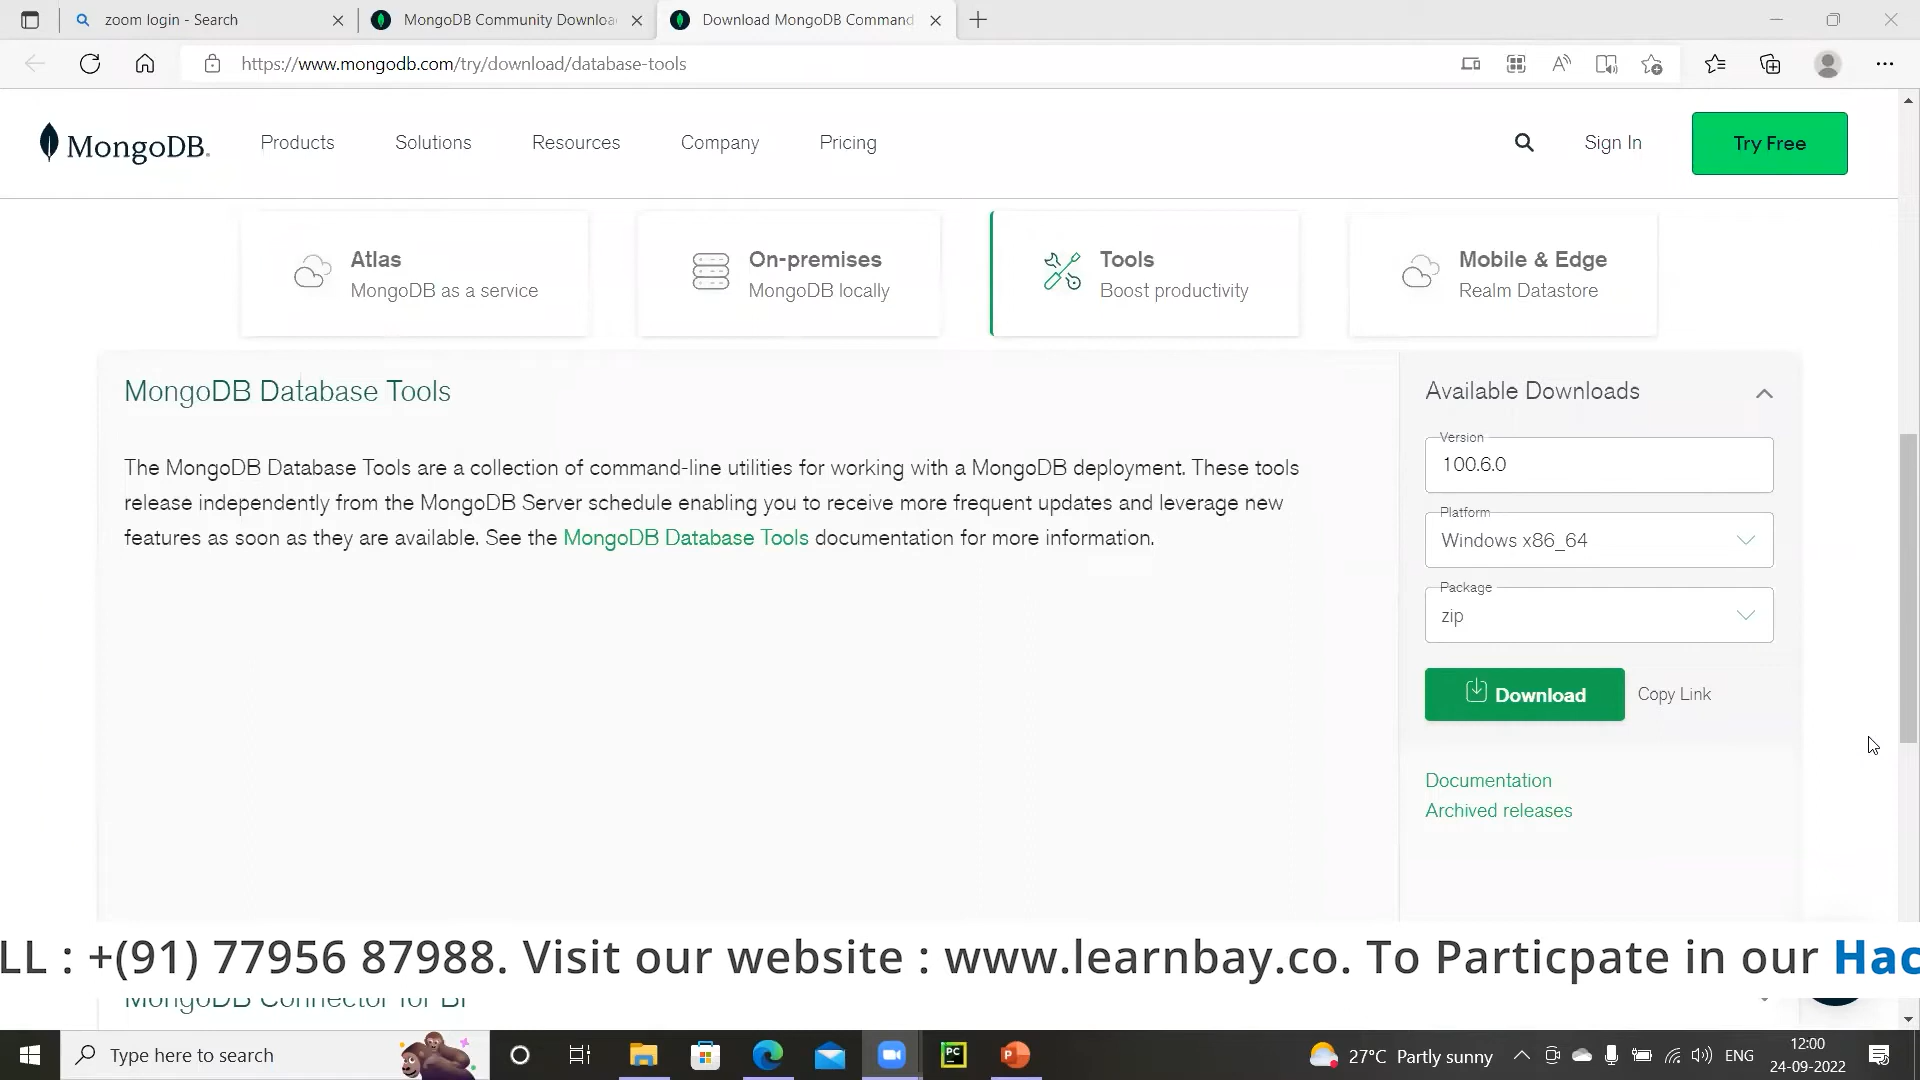 zoom login - Search
MongoDB Community Downloa
Download MongoDB Command
https://www.mongodb.com/try/download/database-tools
MongoDB.
Products
Solutions
Resources
Company
Pricing
Sign In
Try Free
Atlas
MongoDB as a service
On-premises
MongoDB locally
Tools
Boost productivity
Mobile & Edge
Realm Datastore
MongoDB Database Tools
The MongoDB Database Tools are a collection of command-line utilities for working with a MongoDB deployment. These tools
release independently from the MongoDB Server schedule enabling you to receive more frequent updates and leverage new
features as soon as they are available. See the MongoDB Database Tools documentation for more information.
Available Downloads
Version
100.6.0
Platform
Windows x86_64
Package
zip
Download
Copy Link
Documentation
Archived releases
LL : +(91) 77956 87988. Visit our website : www.learnbay.co. To Particpate in our Hac
MongoDB Connector for BI
Type here to search
PC
P
27°C Partly sunny
ENG
12:00
24-09-2022